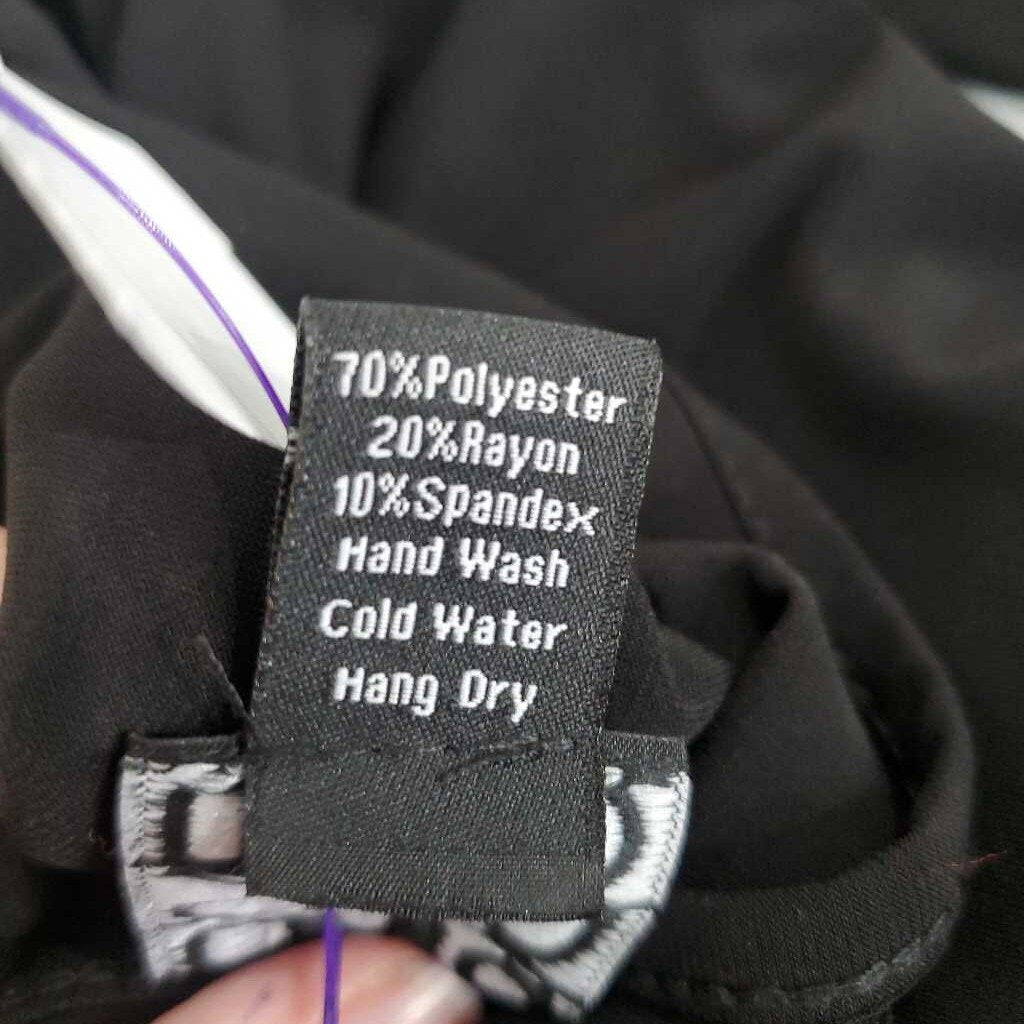 70%Polyester
20%Rayon
10%Spandex
Hand Wash
Cold Water
Hang Dry